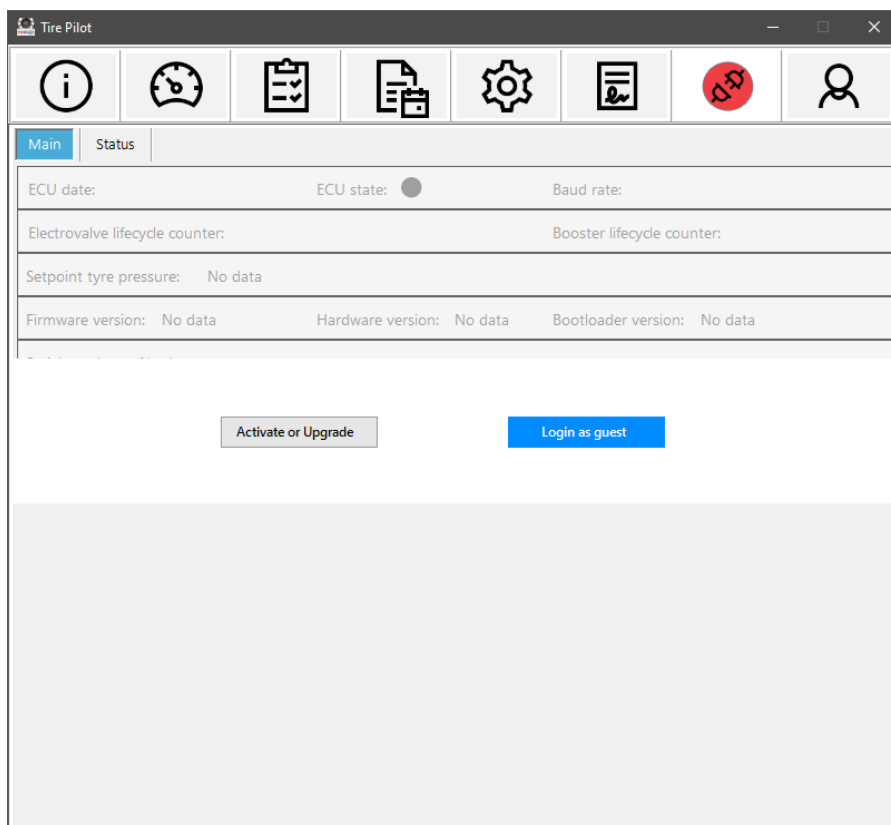 Tire Pilot
Main Status
ECU date: ECU state: Baud rate:
Electrovalve lifecycle counter: Booster lifecycle counter:
Setpoint tyre pressure: No data
Firmware version: No data Hardware version: No data Bootloader version: No data
Activate or Upgrade Login as guest